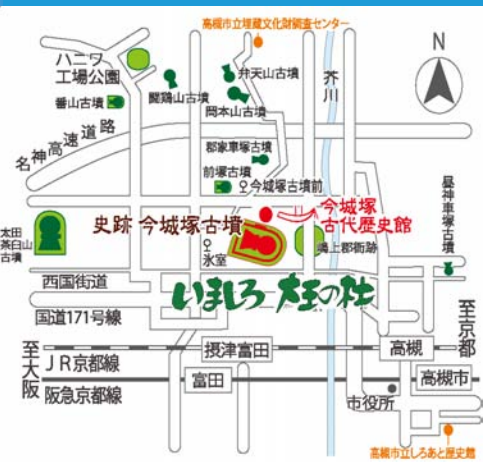 高槻市立埋蔵文化財調査センター
N
ハニワ
工場公園
番山古墳
闘鶏山古墳
弁天山古墳
岡本山古墳
芥川
名神高速道路
郡家車塚古墳
前塚古墳
今城塚古墳前
昼神車塚古墳
今城塚
古代歴史館
史跡 今城塚古墳
太田
茶臼山
古墳
氷室
嶋上郡衙跡
西国街道
いましろ 大王の杜
国道171号線
至京都
至大阪
JR京都線
摂津富田
高槻
阪急京都線
富田
高槻市
市役所
高槻市立しろあと歴史館